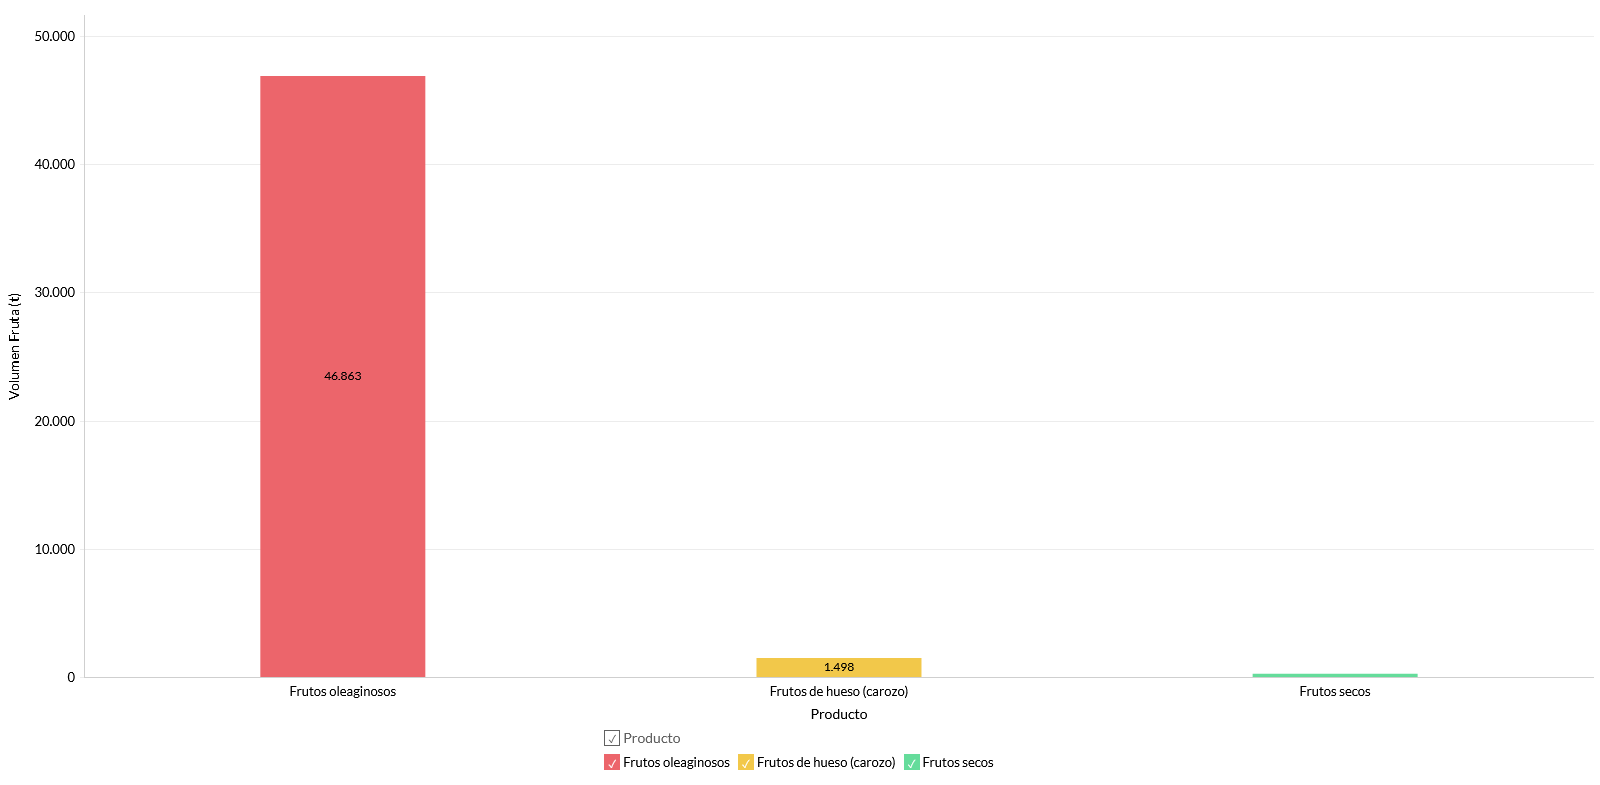 50.000
40.000
30.000
20.000
10.000
0
Volumen Fruta (t)
46.863
1.498
Frutos oleaginosos
Frutos de hueso (carozo)
Frutos secos
Producto
Producto
Frutos oleaginosos Frutos de hueso (carozo) Frutos secos